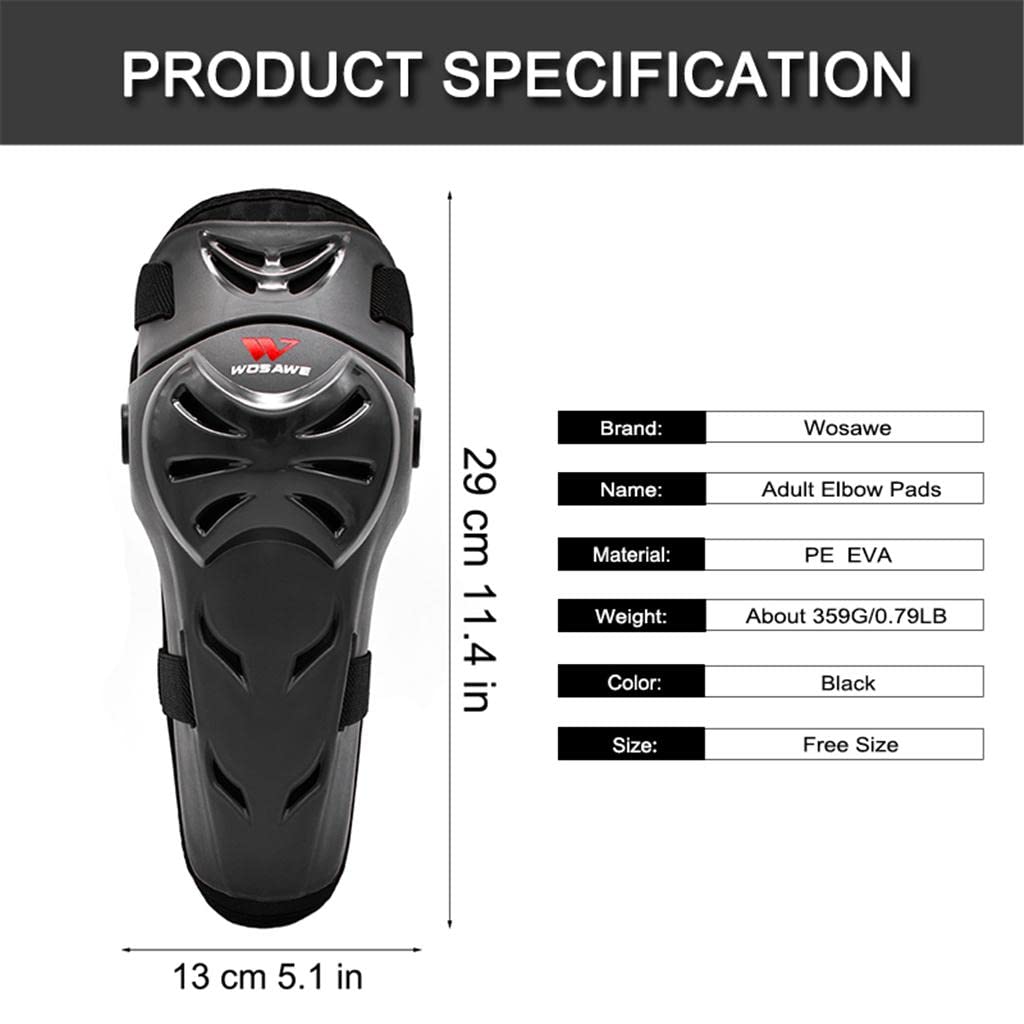 PRODUCT SPECIFICATION
WOSAWE
29 cm 11.4 in
13 cm 5.1 in
Brand: Wosawe
Name: Adult Elbow Pads
Material: PE EVA
Weight: About 359G/0.79LB
Color: Black
Size: Free Size